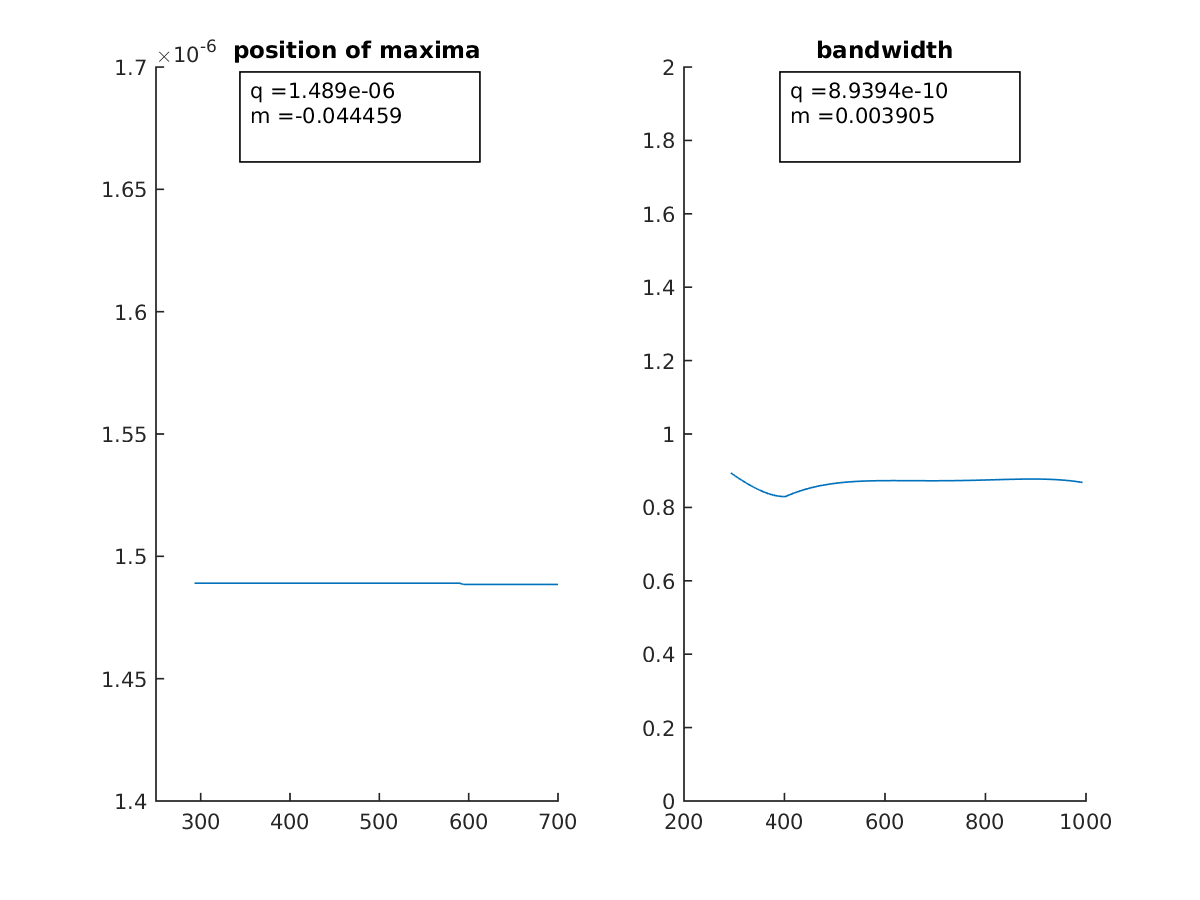 ×10-6
position of maxima
q =1.489e-06
m =-0.044459
1.7
1.65
1.6
1.55
1.5
1.45
1.4
300 400 500 600 700
bandwidth
q =8.9394e-10
m =0.003905
2
1.8
1.6
1.4
1.2
1
0.8
0.6
0.4
0.2
0
200 400 600 800 1000